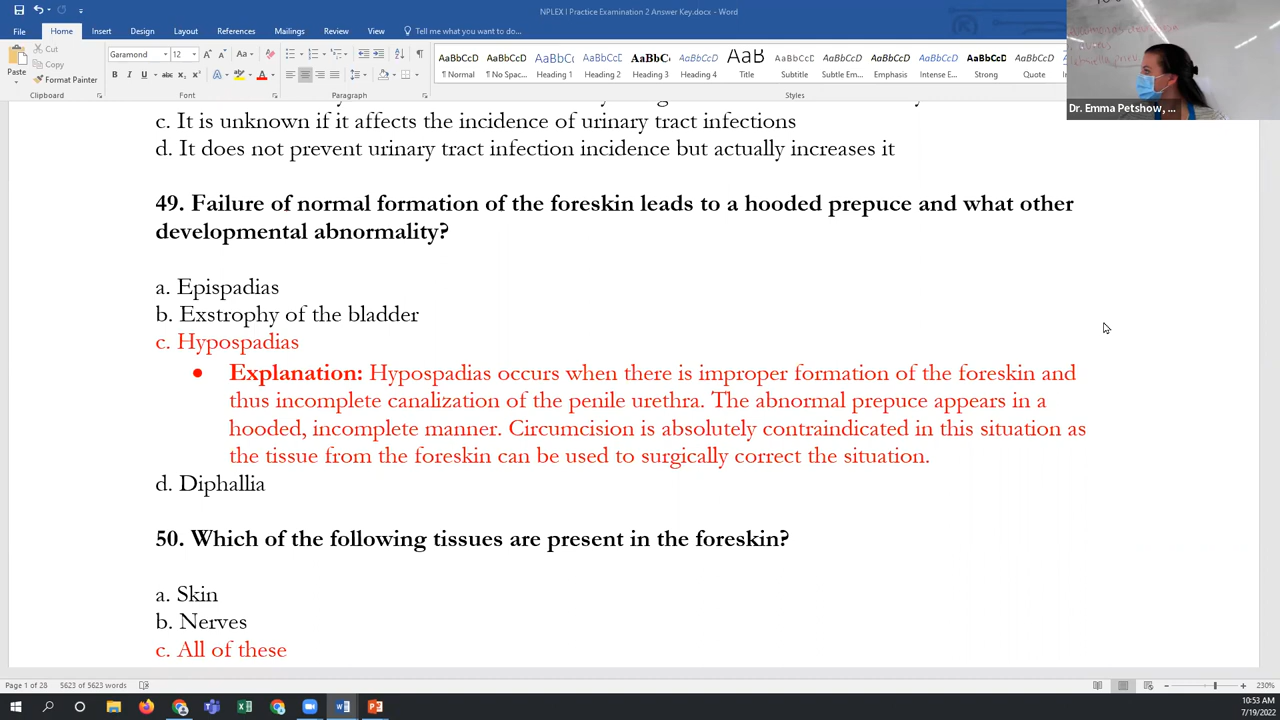 NPLEX I Practice Examination 2 Answer Key.docx - Word
File Home Insert Draw Design Layout References Mailings Review View Tell me what you want to do...
Paste
Cut
Copy
Format Painter
Clipboard
Garamond 12
Font
Paragraph
AaBbCcD AaBbCcD AaBbC AaBbCcI AaBbC AaBbCcI AaB AaBbCcD AaBbCcD AaBbCcD AaBbCcD AaBbCcD AaBbCcD
¶ Normal ¶ No Spac... Heading 1 Heading 2 Heading 3 Heading 4 Title Subtitle Subtle Em... Emphasis Intense E... Strong Quote
Styles
Dr. Emma Petshow, ...
c. It is unknown if it affects the incidence of urinary tract infections
d. It does not prevent urinary tract infection incidence but actually increases it
49. Failure of normal formation of the foreskin leads to a hooded prepuce and what other
developmental abnormality?
a. Epispadias
b. Exstrophy of the bladder
c. Hypospadias
• Explanation: Hypospadias occurs when there is improper formation of the foreskin and
thus incomplete canalization of the penile urethra. The abnormal prepuce appears in a
hooded, incomplete manner. Circumcision is absolutely contraindicated in this situation as
the tissue from the foreskin can be used to surgically correct the situation.
d. Diphallia
50. Which of the following tissues are present in the foreskin?
a. Skin
b. Nerves
c. All of these
Page 1 of 28 5623 of 5623 words 230%
10:53 AM
7/19/2022